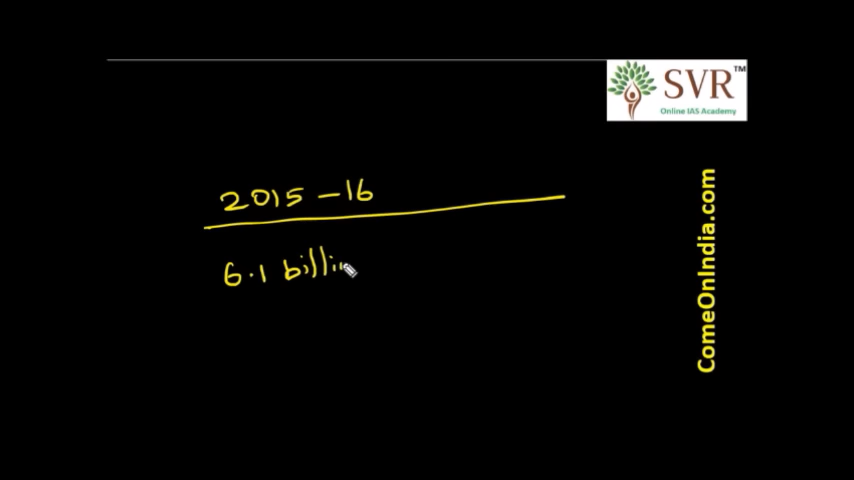 SVR™
Online IAS Academy
2015-16
6.1 billi
ComeOnIndia.com